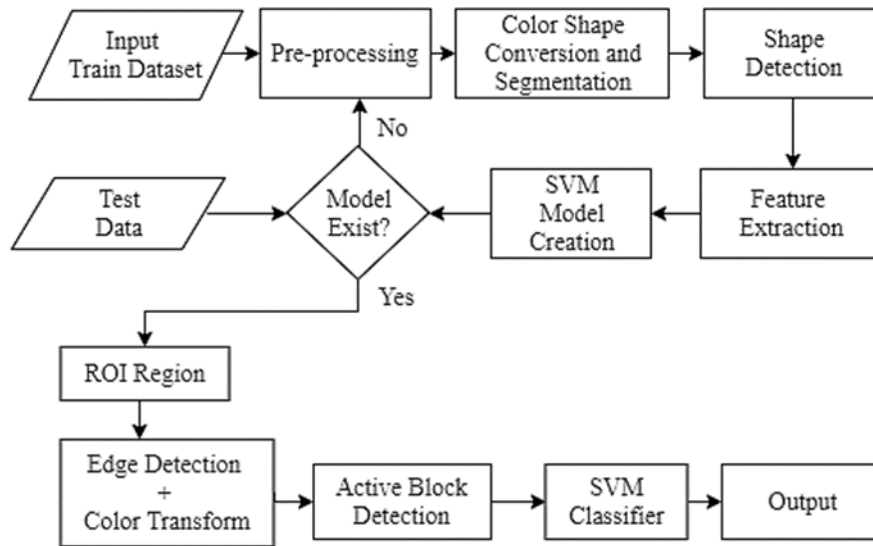 Input
Train Dataset
Pre-processing
Color Shape
Conversion and
Segmentation
Shape
Detection
No
Test
Data
Model
Exist?
SVM
Model
Creation
Feature
Extraction
Yes
ROI Region
Edge Detection
+
Color Transform
Active Block
Detection
SVM
Classifier
Output